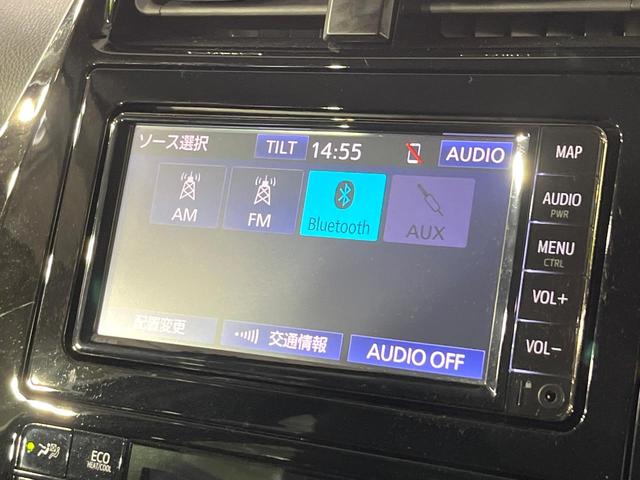 ソース選択 TILT 14:55 AUDIO
AM FM Bluetooth AUX
配置変更 交通情報 AUDIO OFF
MAP
AUDIO
PWR
MENU
CTRL
VOL+
VOL-
ECO
HEAT/COOL